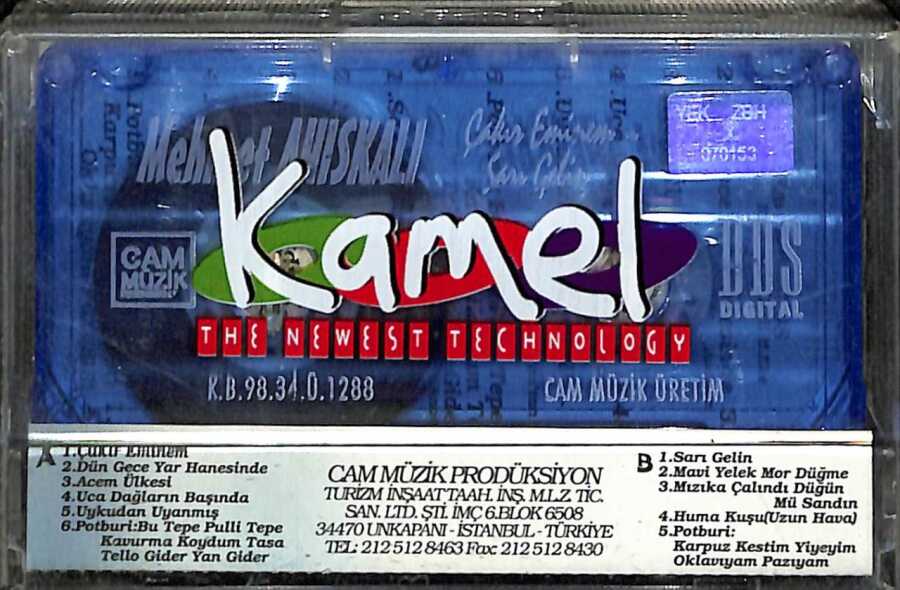 Mehmet AHISKALI
Çakır Eminem
Sarı Gelin
YEK ZBH
070153
Kamel
CAM
MÜZİK
DDS
DIGITAL
THE NEWEST TECHNOLOGY
K.B.98.34.Ü.1288
CAM MÜZİK ÜRETİM
A
1.Çakır Eminem
2.Dün Gece Yar Hanesinde
3.Acem Ülkesi
4.Uca Dağların Başında
5.Uykudan Uyanmış
6.Potburi:Bu Tepe Pulli Tepe
Kavurma Koydum Tasa
Tello Gider Yan Gider
CAM MÜZİK PRODÜKSİYON
TURİZM İNŞAAT TAAH. İNŞ. M.L.Z. TİC.
SAN. LTD. ŞTİ. İMÇ 6.BLOK 6508
34470 UNKAPANI - İSTANBUL - TÜRKİYE
TEL: 212 512 8463 Fax: 212 512 8430
B
1.Sarı Gelin
2.Mavi Yelek Mor Düğme
3.Mızıka Çalındı Düğün
Mü Sandın
4.Huma Kuşu(Uzun Hava)
5.Potburi:
Karpuz Kestim Yiyeyim
Oklavıyam Pazıyam